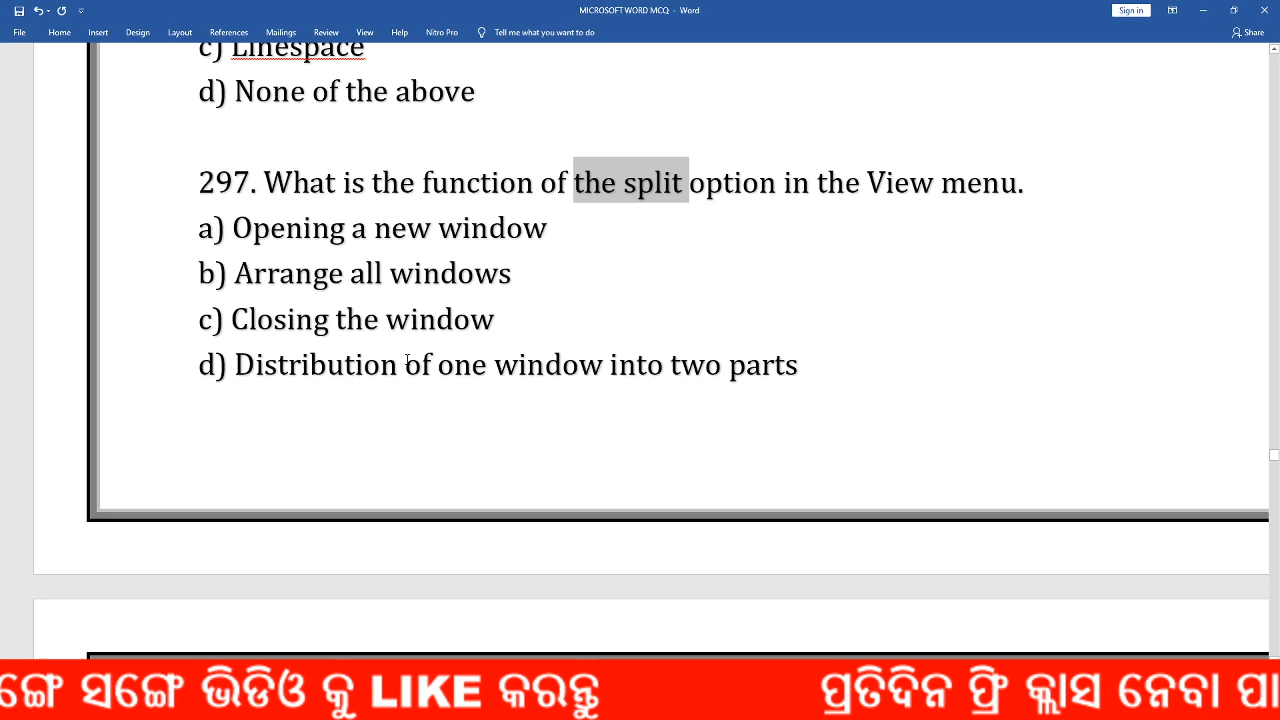 MICROSOFT WORD MCQ - Word
Sign in
File Home Insert Design Layout References Mailings Review View Help Nitro Pro Tell me what you want to do Share
c) Linespace
d) None of the above
297. What is the function of the split option in the View menu.
a) Opening a new window
b) Arrange all windows
c) Closing the window
d) Distribution of one window into two parts
ସଙ୍ଗେ ଭିଡିଓ କୁ LIKE କରନ୍ତୁ ପ୍ରତିଦିନ ଫ୍ରି କ୍ଲାସ ନେବା